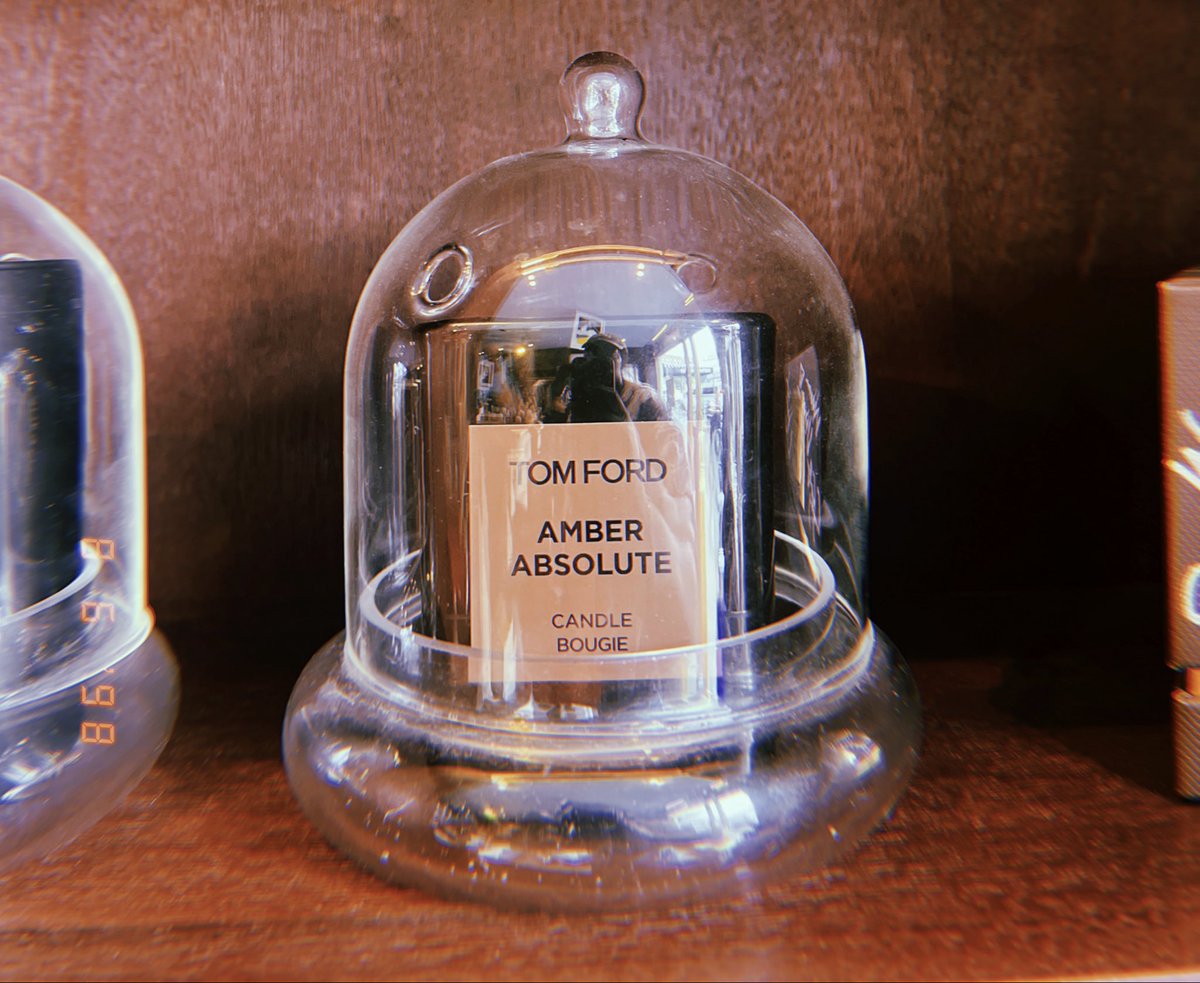 TOM FORD
AMBER
ABSOLUTE
CANDLE
BOUGIE